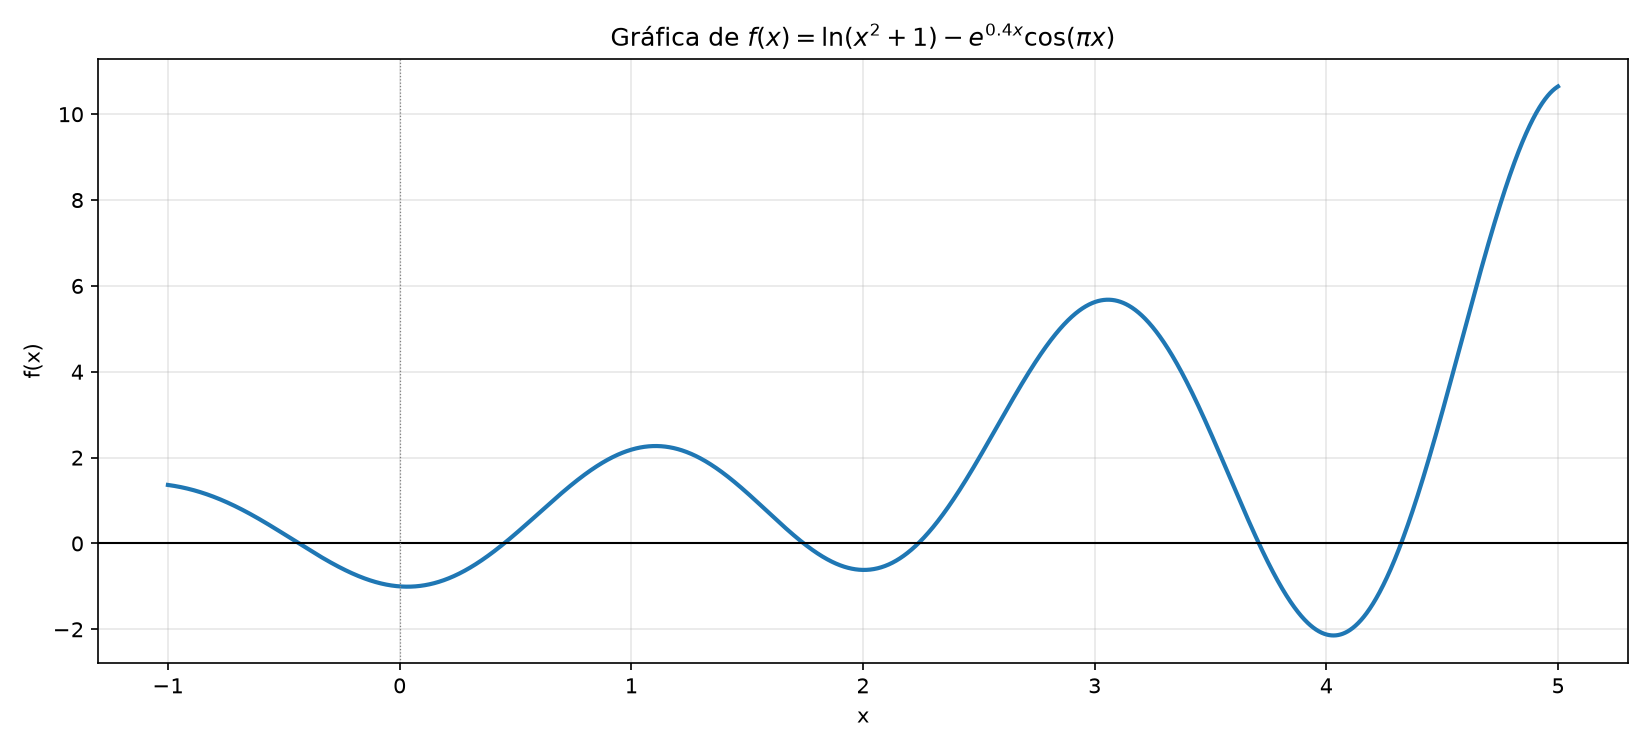 Gráfica de f(x) = ln(x² + 1) − e^{0.4x}cos(πx)
10
8
6
4
2
0
−2
f(x)
−1 0 1 2 3 4 5
x